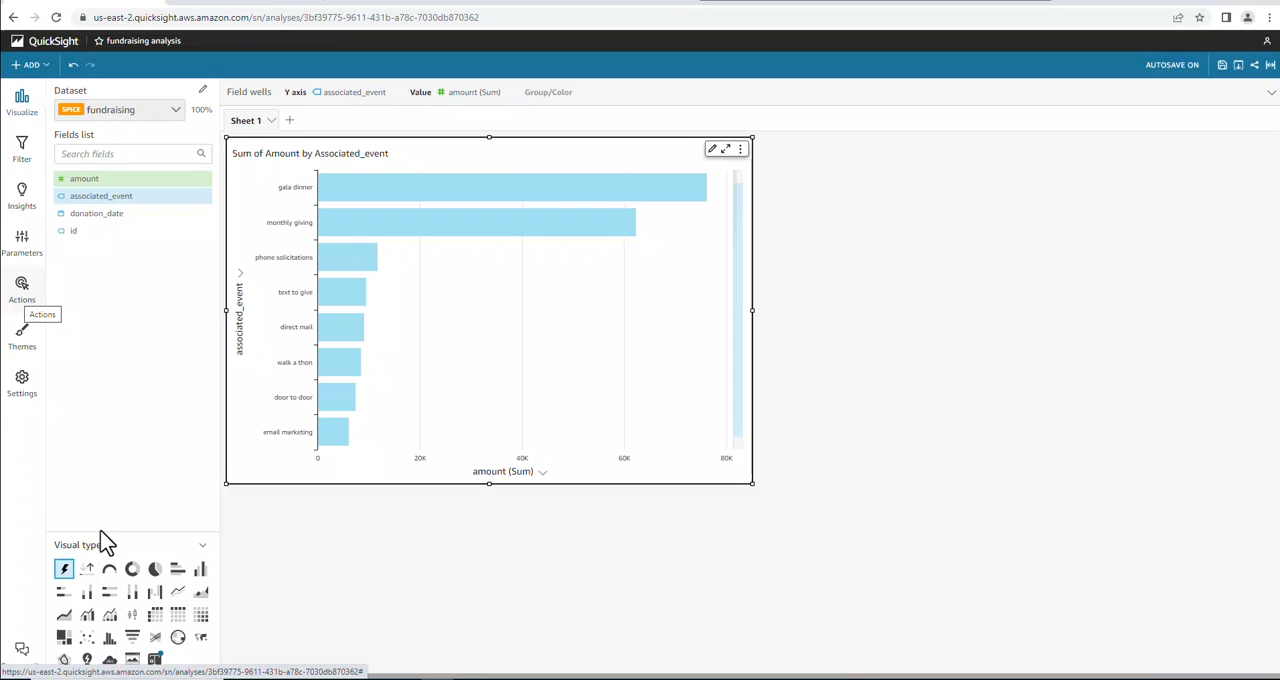 us-east-2.quicksight.aws.amazon.com/sn/analyses/3bf39775-9611-431b-a78c-7030db870362
QuickSight fundraising analysis
ADD AUTOSAVE ON
Visualize
Filter
Insights
Parameters
Actions
Actions
Themes
Settings
Dataset
SPICE fundraising 100%
Fields list
Search fields
amount
associated_event
donation_date
id
Visual types
Field wells Y axis associated_event Value amount (Sum) Group/Color
Sheet 1
Sum of Amount by Associated_event
associated_event
gala dinner
monthly giving
phone solicitations
text to give
direct mail
walk a thon
door to door
email marketing
0 20K 40K 60K 80K
amount (Sum)
https://us-east-2.quicksight.aws.amazon.com/sn/analyses/3bf39775-9611-431b-a78c-7030db870362#